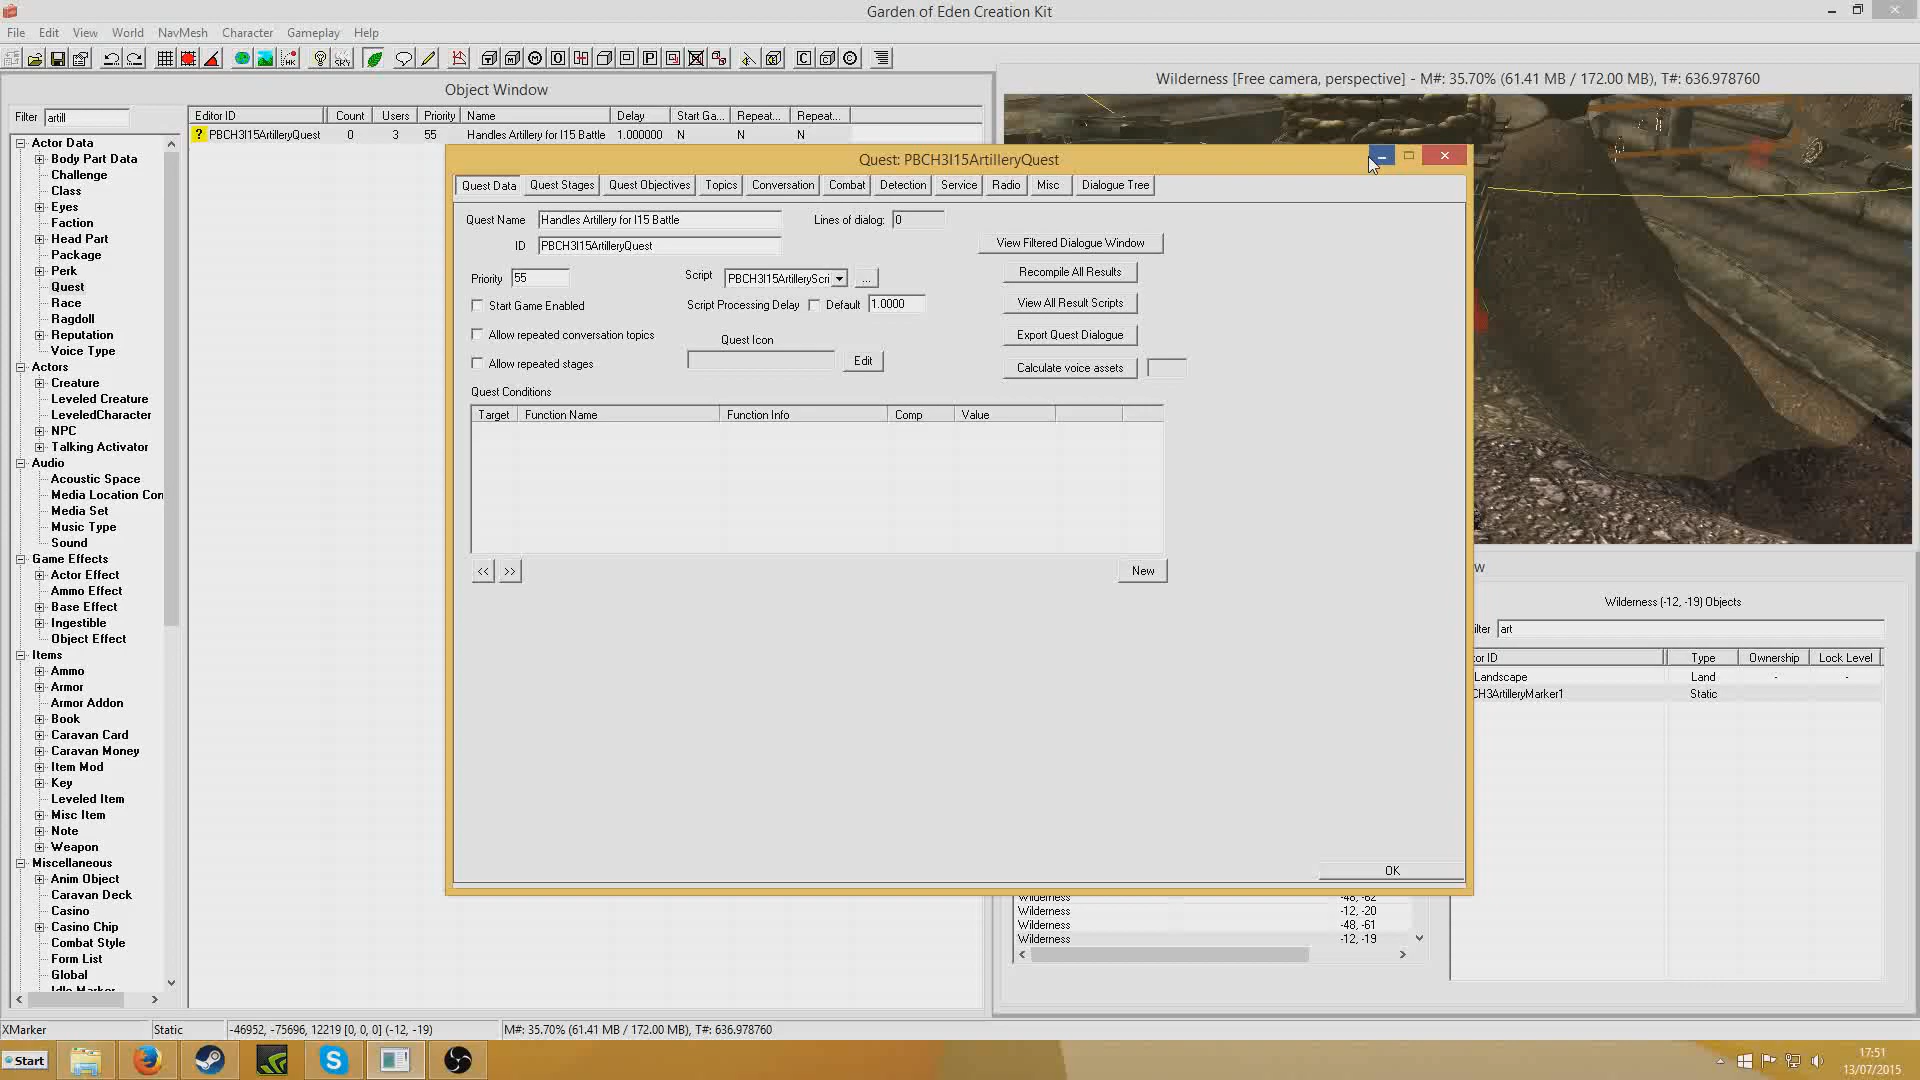 Garden of Eden Creation Kit
File Edit View World NavMesh Character Gameplay Help
Object Window
Wilderness [Free camera, perspective] - M#: 35.70% (61.41 MB / 172.00 MB), T#: 636.978760
Filter artill
Editor ID Count Users Priority Name Delay Start Ga... Repeat... Repeat...
PBCH3I15ArtilleryQuest 0 3 55 Handles Artillery for I15 Battle 1.000000 N N N
Actor Data
Body Part Data
Challenge
Class
Eyes
Faction
Head Part
Package
Perk
Quest
Race
Ragdoll
Reputation
Voice Type
Actors
Creature
Leveled Creature
LeveledCharacter
NPC
Talking Activator
Audio
Acoustic Space
Media Location Con
Media Set
Music Type
Sound
Game Effects
Actor Effect
Ammo Effect
Base Effect
Ingestible
Object Effect
Items
Ammo
Armor
Armor Addon
Book
Caravan Card
Caravan Money
Item Mod
Key
Leveled Item
Misc Item
Note
Weapon
Miscellaneous
Anim Object
Caravan Deck
Casino
Casino Chip
Combat Style
Form List
Global
Idle Marker
Quest: PBCH3I15ArtilleryQuest
Quest Data Quest Stages Quest Objectives Topics Conversation Combat Detection Service Radio Misc Dialogue Tree
Quest Name Handles Artillery for I15 Battle Lines of dialog: 0
ID PBCH3I15ArtilleryQuest View Filtered Dialogue Window
Priority 55 Script PBCH3I15ArtilleryScri ... Recompile All Results
Start Game Enabled Script Processing Delay Default 1.0000 View All Result Scripts
Allow repeated conversation topics Quest Icon Export Quest Dialogue
Allow repeated stages Edit Calculate voice assets
Quest Conditions
Target Function Name Function Info Comp Value
<< >> New
OK
w
Wilderness (-12, -19) Objects
ilter art
tor ID Type Ownership Lock Level
Landscape Land - -
CH3ArtilleryMarker1 Static
Wilderness -48, -62
Wilderness -12, -20
Wilderness -48, -61
Wilderness -12, -19
XMarker Static -46952, -75696, 12219 [0, 0, 0] (-12, -19) M#: 35.70% (61.41 MB / 172.00 MB), T#: 636.978760
Start
17:51
13/07/2015